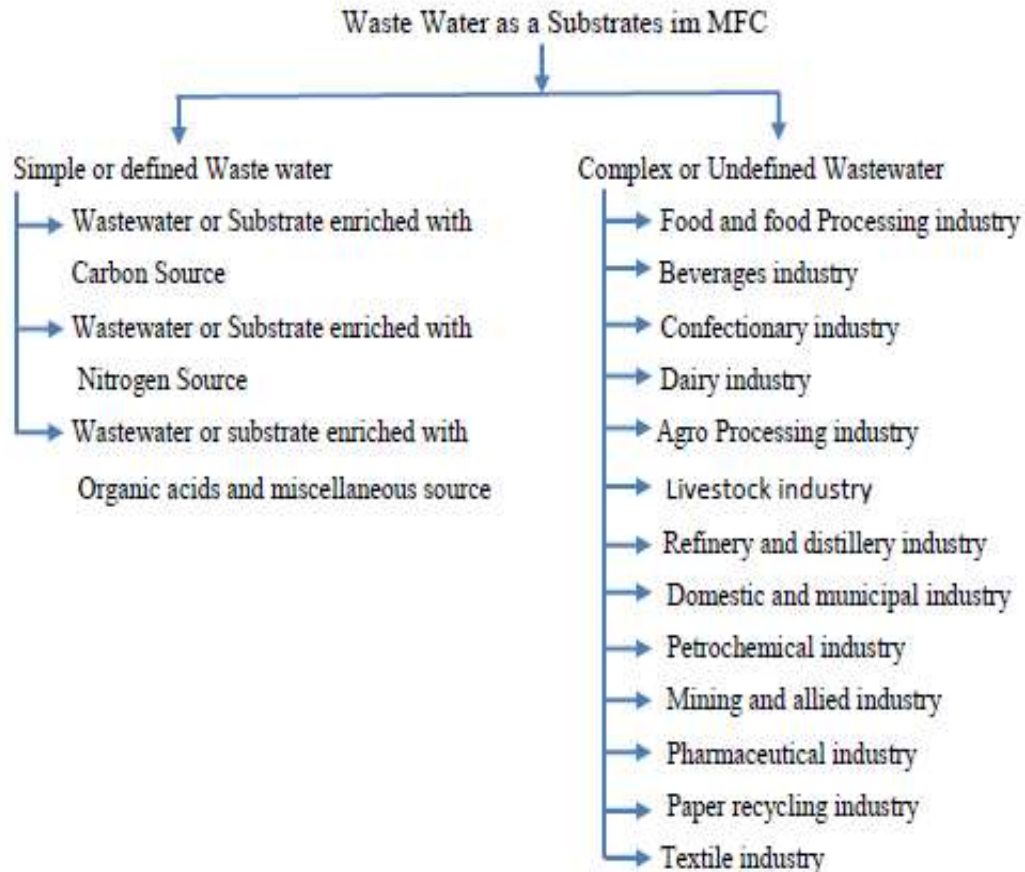 Waste Water as a Substrates im MFC
Simple or defined Waste water
Wastewater or Substrate enriched with
Carbon Source
Wastewater or Substrate enriched with
Nitrogen Source
Wastewater or substrate enriched with
Organic acids and miscellaneous source
Complex or Undefined Wastewater
Food and food Processing industry
Beverages industry
Confectionary industry
Dairy industry
Agro Processing industry
Livestock industry
Refinery and distillery industry
Domestic and municipal industry
Petrochemical industry
Mining and allied industry
Pharmaceutical industry
Paper recycling industry
Textile industry